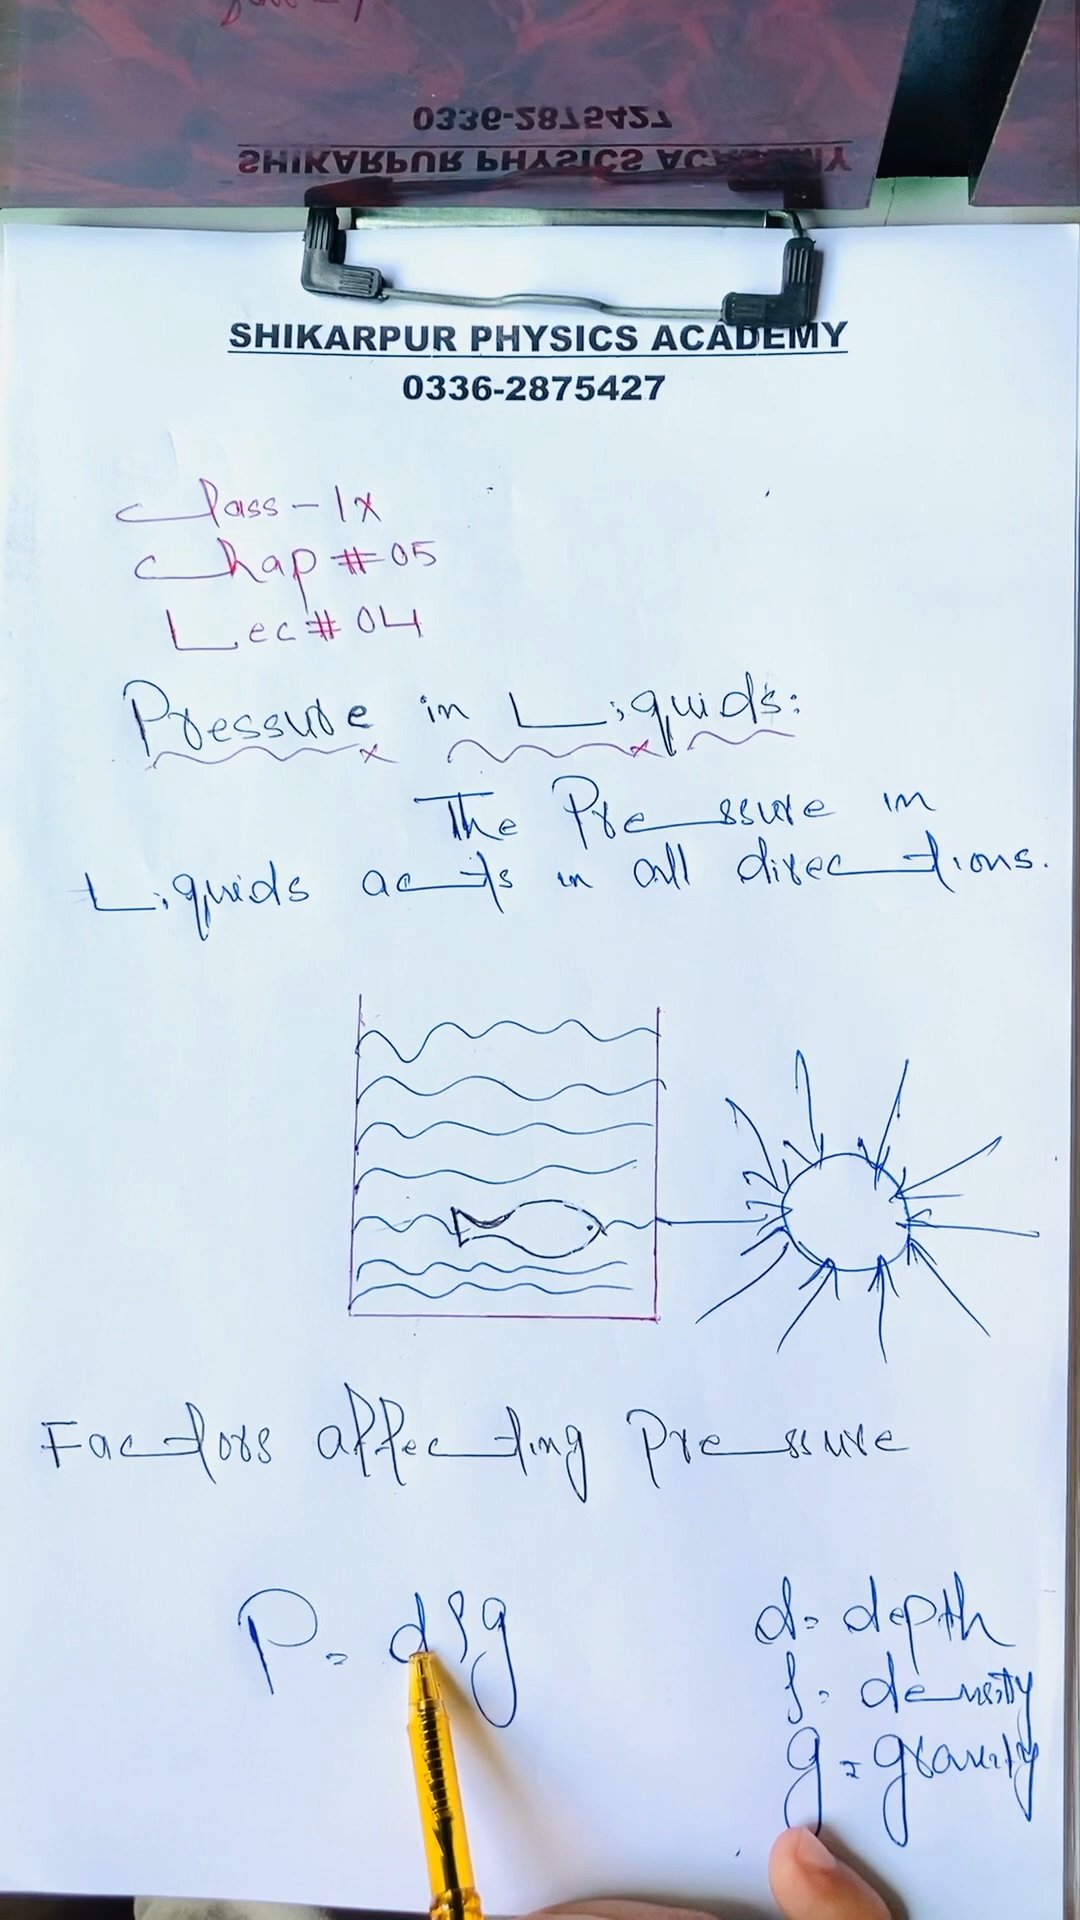 0336-2875427
SHIKARPUR PHYSICS ACADEMY
SHIKARPUR PHYSICS ACADEMY
0336-2875427
Class - IX
Chap # 05
Lec # 04
Pressure in Liquids:
The Pressure in
Liquids acts in all directions.
Factors affecting Pressure
P = dρg
d = depth
ρ = density
g = gravity